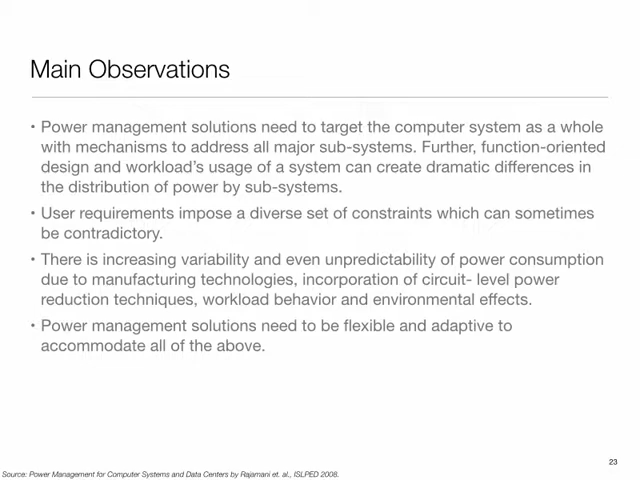 Main Observations
• Power management solutions need to target the computer system as a whole
with mechanisms to address all major sub-systems. Further, function-oriented
design and workload's usage of a system can create dramatic differences in
the distribution of power by sub-systems.
• User requirements impose a diverse set of constraints which can sometimes
be contradictory.
• There is increasing variability and even unpredictability of power consumption
due to manufacturing technologies, incorporation of circuit- level power
reduction techniques, workload behavior and environmental effects.
• Power management solutions need to be flexible and adaptive to
accommodate all of the above.
23
Source: Power Management for Computer Systems and Data Centers by Rajamani et. al., ISLPED 2008.